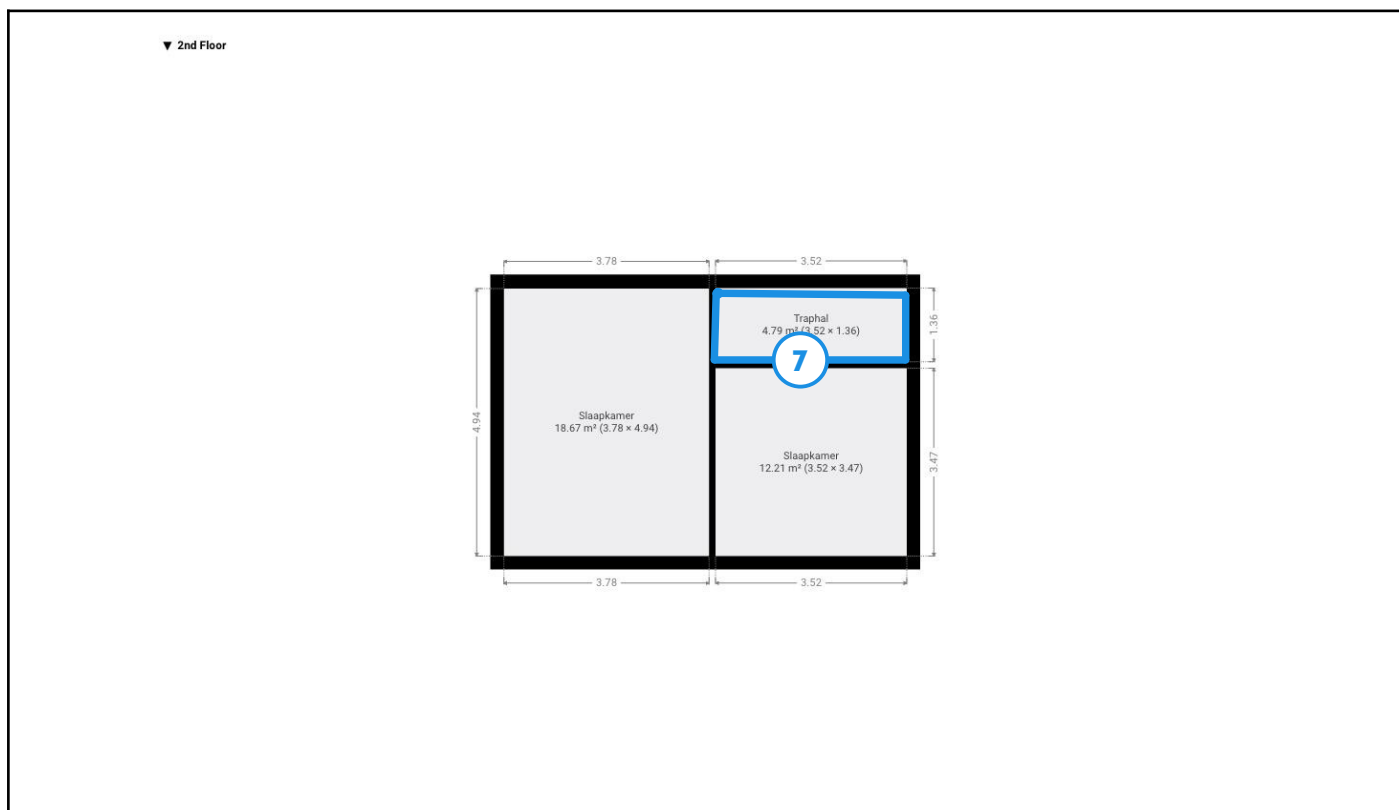 ▼ 2nd Floor
3.78
3.52
Traphal
4.79 m² (3.52 × 1.36)
1.36
7
4.94
Slaapkamer
18.67 m² (3.78 × 4.94)
Slaapkamer
12.21 m² (3.52 × 3.47)
3.47
3.78
3.52